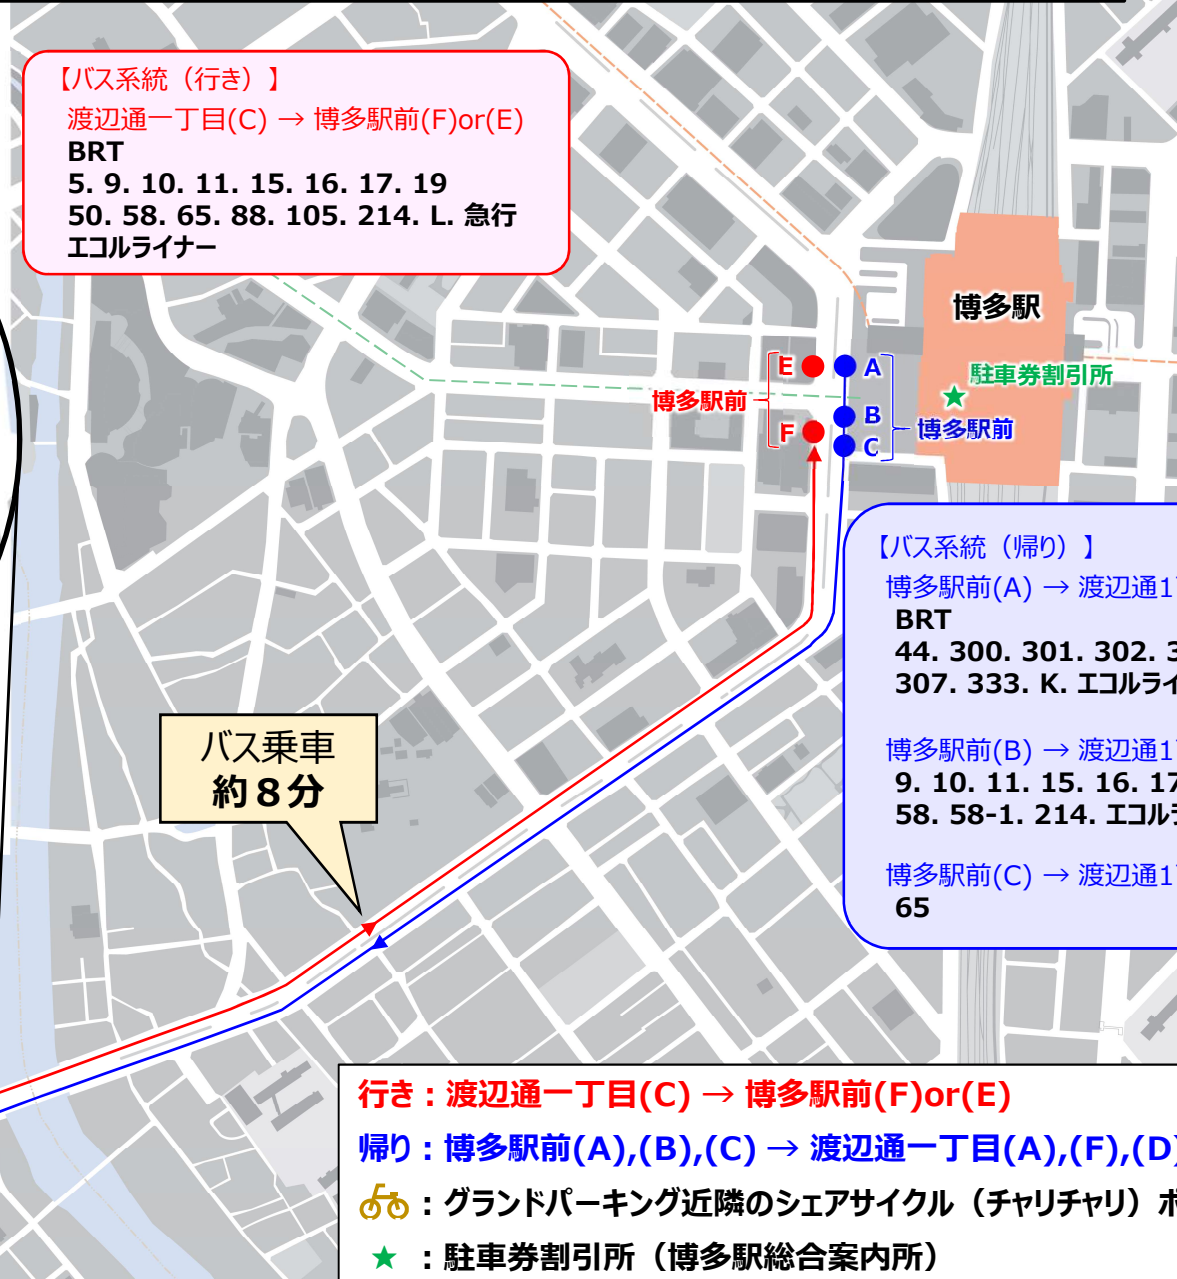 【バス系統（行き）】
渡辺通一丁目(C) → 博多駅前(F)or(E)
BRT
5. 9. 10. 11. 15. 16. 17. 19
50. 58. 65. 88. 105. 214. L. 急行
エコルライナー
博多駅
駐車券割引所
E
A
博多駅前
B
F
C
博多駅前
【バス系統（帰り）】
博多駅前(A) → 渡辺通1
BRT
44. 300. 301. 302. 3
307. 333. K. エコルライ
博多駅前(B) → 渡辺通1
9. 10. 11. 15. 16. 17
58. 58-1. 214. エコル
博多駅前(C) → 渡辺通1
65
バス乗車
約８分
行き：渡辺通一丁目(C) → 博多駅前(F)or(E)
帰り：博多駅前(A),(B),(C) → 渡辺通一丁目(A),(F),(D)
：グランドパーキング近隣のシェアサイクル（チャリチャリ）ポ
★ ：駐車券割引所（博多駅総合案内所）